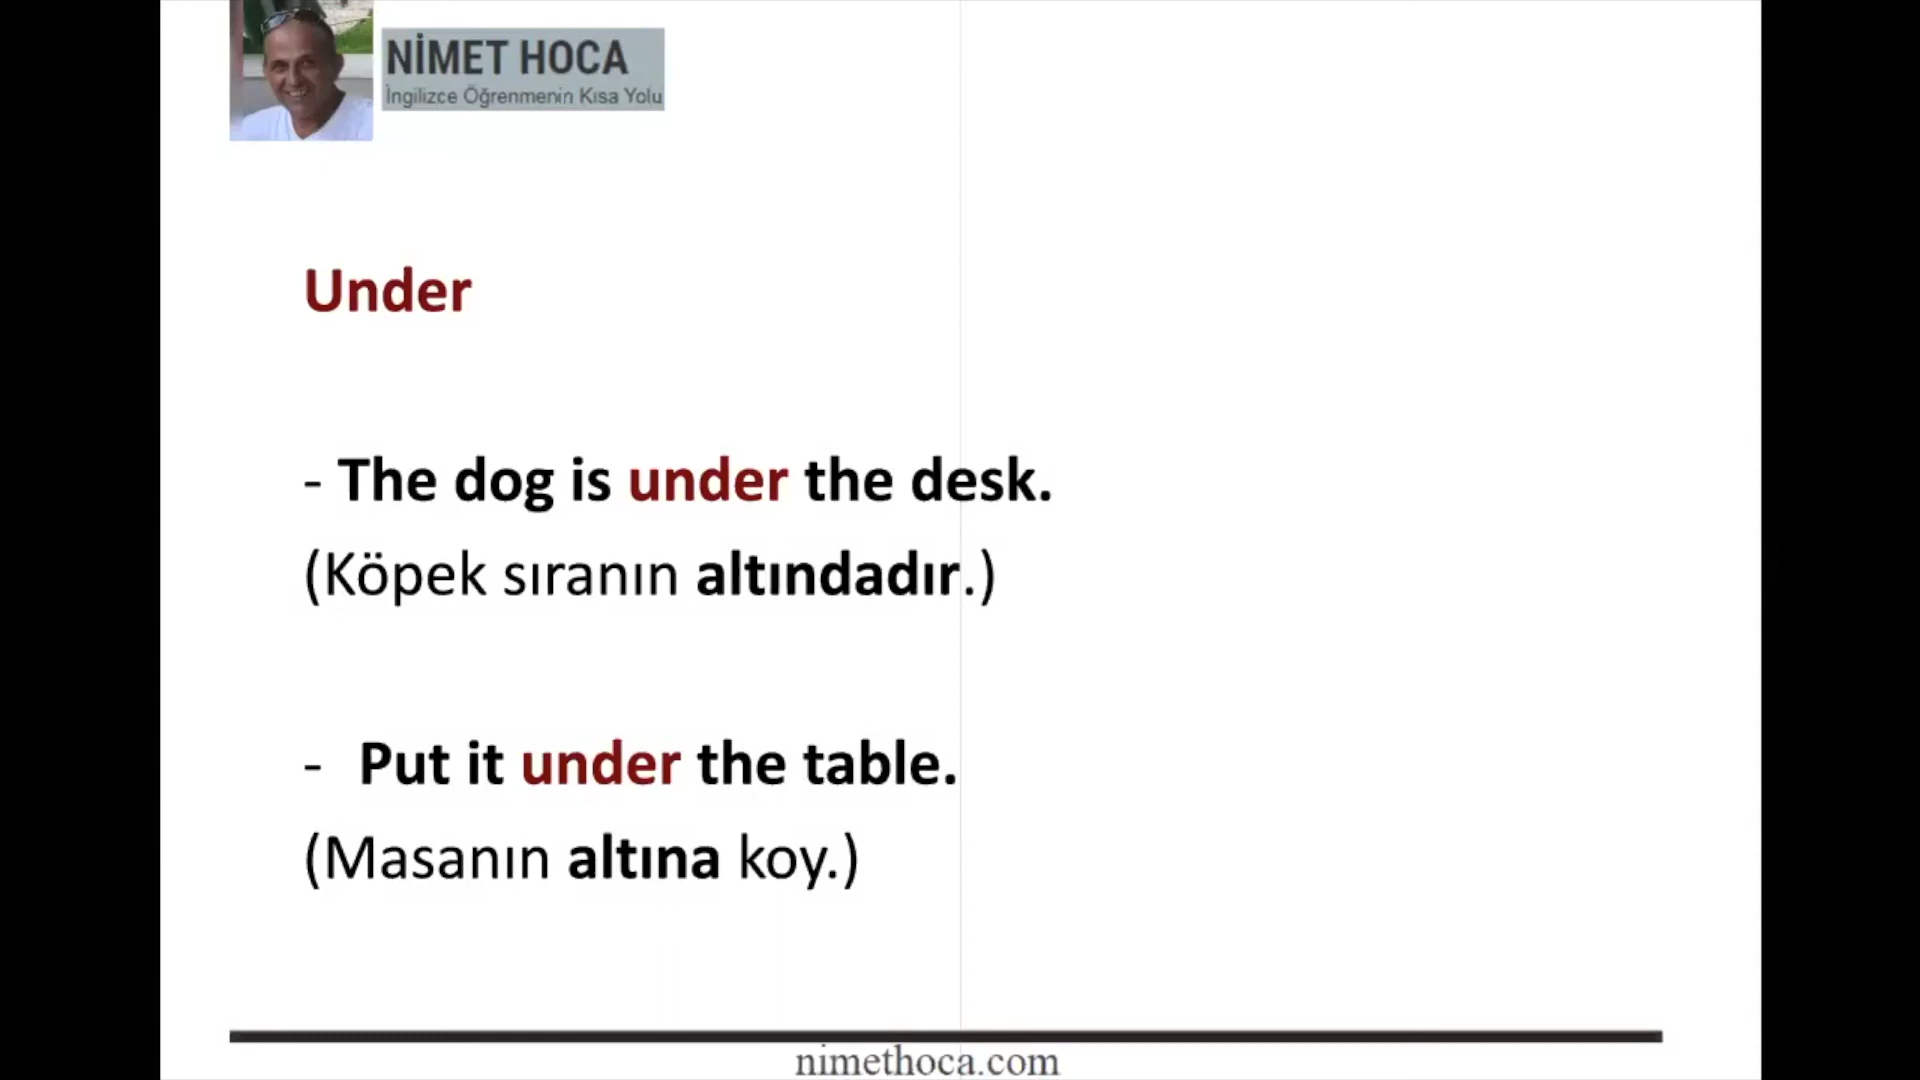 NİMET HOCA
İngilizce Öğrenmenin Kısa Yolu
Under
- The dog is under the desk.
(Köpek sıranın altındadır.)
- Put it under the table.
(Masanın altına koy.)
nimethoca.com